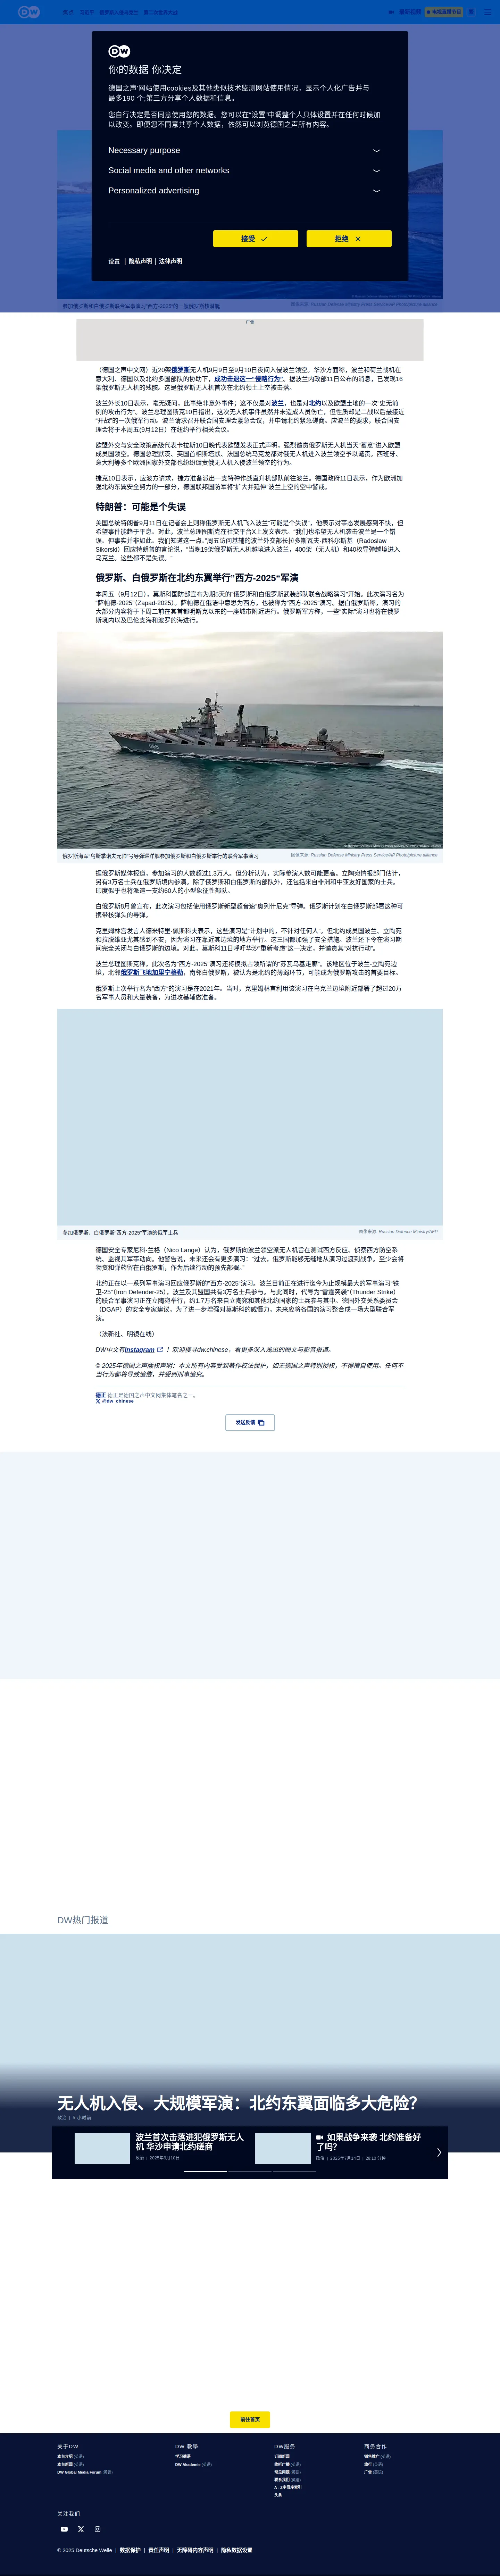 DW
你的数据 你决定
德国之声'网站使用cookies及其他类似技术监测网站使用情况，显示个人化广告并与
最多190 个;第三方分享个人数据和信息。
您自行决定是否同意使用您的数据。您可以在“设置”中调整个人具体设置并在任何时候加
以改变。即使您不同意共享个人数据，依然可以浏览德国之声所有内容。
Necessary purpose
Social media and other networks
Personalized advertising
接受
拒绝
设置 | 隐私声明 | 法律声明
参加俄罗斯和白俄罗斯联合军事演习“西方-2025”的一艘俄罗斯核潜艇
广告
（德国之声中文网）近20架俄罗斯无人机9月9日至9月10日夜间入侵波兰领空。华沙方面称，波兰和荷兰战机在
意大利、德国以及北约多国部队的协助下，成功击退这一“侵略行为”。据波兰内政部11日公布的消息，已发现16
架俄罗斯无人机的残骸。这是俄罗斯无人机首次在北约领土上空被击落。
波兰外长10日表示，毫无疑问，此事绝非意外事件；这不仅是对波兰，也是对北约以及欧盟土地的一次“史无前
例的攻击行为”。波兰总理图斯克10日指出，这次无人机事件虽然并未造成人员伤亡，但性质却是二战以后最接近
“开战”的一次俄军行动。波兰请求召开联合国安理会紧急会议，并申请北约紧急磋商。应波兰的要求，联合国安
理会将于本周五(9月12日）在纽约举行相关会议。
欧盟外交与安全政策高级代表卡拉斯10日晚代表欧盟发表正式声明，强烈谴责俄罗斯无人机当天“蓄意”进入欧盟
成员国领空。德国总理默茨、英国首相斯塔默、法国总统马克龙都对俄无人机进入波兰领空予以谴责。西班牙、
意大利等多个欧洲国家外交部也纷纷谴责俄无人机入侵波兰领空的行为。
捷克10日表示，应波方请求，捷方准备派出一支特种作战直升机部队前往波兰。德国政府11日表示，作为欧洲加
强北约东翼安全努力的一部分，德国联邦国防军将“扩大并延伸”波兰上空的空中警戒。
特朗普：可能是个失误
美国总统特朗普9月11日在记者会上则称俄罗斯无人机飞入波兰“可能是个失误”，他表示对事态发展感到不快，但
希望事件能趋于平息。对此，波兰总理图斯克在社交平台X上发文表示。“我们也希望无人机袭击波兰是一个错
误。但事实并非如此。我们知道这一点。”周五访问基辅的波兰外交部长拉多斯瓦夫·西科尔斯基（Radoslaw
Sikorski）回应特朗普的言论说，“当晚19架俄罗斯无人机越境进入波兰，400架（无人机）和40枚导弹越境进入
乌克兰。这些都不是失误。”
俄罗斯、白俄罗斯在北约东翼举行”西方-2025“军演
本周五（9月12日），莫斯科国防部宣布为期5天的“俄罗斯和白俄罗斯武装部队联合战略演习”开始。此次演习名为
“萨帕德-2025”（Zapad-2025）。萨帕德在俄语中意思为西方，也被称为“西方-2025”演习。据白俄罗斯称，演习的
大部分内容将于下周二前在其首都明斯克以东的一座城市附近进行。俄罗斯军方称，一些“实际”演习也将在俄罗
斯境内以及巴伦支海和波罗的海进行。
俄罗斯海军“乌斯季诺夫元帅”号导弹巡洋舰参加俄罗斯和白俄罗斯举行的联合军事演习
图像来源: Russian Defense Ministry Press Service/AP Photo/picture alliance
据俄罗斯媒体报道，参加演习的人数超过1.3万人。但分析认为，实际参演人数可能更高。立陶宛情报部门估计，
另有3万名士兵在俄罗斯境内参演。除了俄罗斯和白俄罗斯的部队外，还包括来自非洲和中亚友好国家的士兵。
印度似乎也将派遣一支约60人的小型象征性部队。
白俄罗斯8月曾宣布，此次演习包括使用俄罗斯新型超音速“奥列什尼克”导弹。俄罗斯计划在白俄罗斯部署这种可
携带核弹头的导弹。
克里姆林宫发言人德米特里·佩斯科夫表示，这些演习是“计划中的，不针对任何人”。但北约成员国波兰、立陶宛
和拉脱维亚尤其感到不安，因为演习在靠近其边境的地方举行。这三国都加强了安全措施。波兰还下令在演习期
间完全关闭与白俄罗斯的边境。对此，莫斯科11日呼吁华沙“重新考虑”这一决定，并谴责其“对抗行动”。
波兰总理图斯克称，此次名为“西方-2025”演习还将模拟占领所谓的“苏瓦乌基走廊”。该地区位于波兰-立陶宛边
境，北邻俄罗斯飞地加里宁格勒，南邻白俄罗斯，被认为是北约的薄弱环节，可能成为俄罗斯攻击的首要目标。
俄罗斯上次举行名为“西方”的演习是在2021年。当时，克里姆林宫利用该演习在乌克兰边境附近部署了超过20万
名军事人员和大量装备，为进攻基辅做准备。
参加俄罗斯、白俄罗斯“西方-2025”军演的俄军士兵
图像来源: Russian Defence Ministry/AFP
德国安全专家尼科·兰格（Nico Lange）认为，俄罗斯向波兰领空派无人机旨在测试西方反应、侦察西方防空系
统、监视其军事动向。他警告说，未来还会有更多演习：“过去，俄罗斯能够无缝地从演习过渡到战争。至少会将
物资和弹药留在白俄罗斯，作为后续行动的预先部署。”
北约正在以一系列军事演习回应俄罗斯的“西方-2025”演习。波兰目前正在进行迄今为止规模最大的军事演习“铁
卫-25”（Iron Defender-25），波兰及其盟国共有3万名士兵参与。与此同时，代号为“雷霆突袭”（Thunder Strike）
的联合军事演习正在立陶宛举行，约1.7万名来自立陶宛和其他北约国家的士兵参与其中。德国外交关系委员会
（DGAP）的安全专家建议，为了进一步增强对莫斯科的威慑力，未来应将各国的演习整合成一场大型联合军
演。
（法新社、明镜在线）
DW中文有Instagram ！欢迎搜寻dw.chinese，看更多深入浅出的图文与影音报道。
© 2025年德国之声版权声明：本文所有内容受到著作权法保护，如无德国之声特别授权，不得擅自使用。任何不
当行为都将导致追偿，并受到刑事追究。
德正 德正是德国之声中文网集体笔名之一。
@dw_chinese
发送反馈
DW热门报道
无人机入侵、大规模军演：北约东翼面临多大危险？
政治 | 5 小时前
波兰首次击落进犯俄罗斯无人
机 华沙申请北约磋商
政治 | 2025年9月10日
如果战争来袭 北约准备好
了吗?
政治 | 2025年7月14日 | 28:10 分钟
前往首页
关于DW
本台介绍 (英语)
本台新闻 (英语)
DW Global Media Forum (英语)
DW 教学
学习德语
DW Akademie (英语)
DW服务
订阅新闻
收听广播 (英语)
常见问题 (英语)
联系我们 (英语)
A - Z字母序索引
头条
商务合作
销售推广 (英语)
旅行 (英语)
广告 (英语)
关注我们
© 2025 Deutsche Welle | 数据保护 | 责任声明 | 无障碍内容声明 | 隐私数据设置